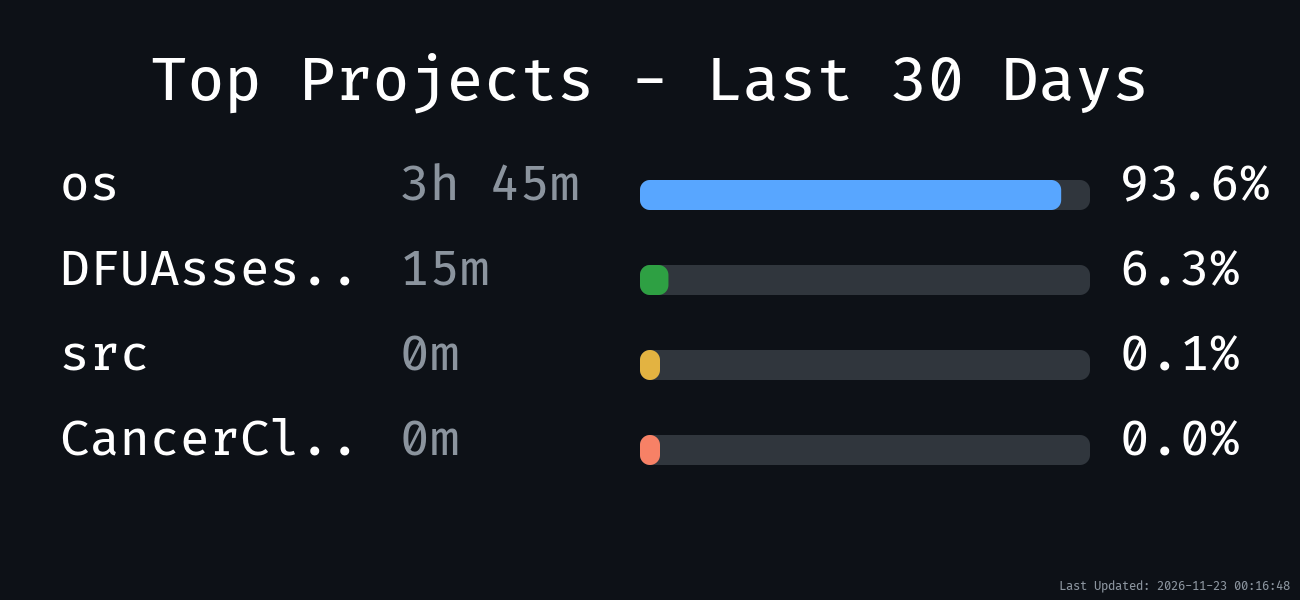 Top Projects - Last 30 Days
os 3h 45m 93.6%
DFUAsses.. 15m 6.3%
src 0m 0.1%
CancerCl.. 0m 0.0%
Last Updated: 2026-11-23 00:16:48